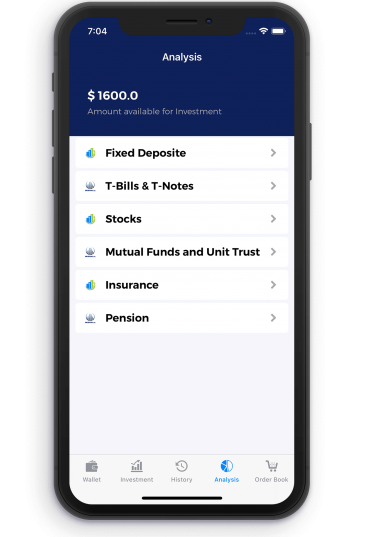 7:04
Analysis
$ 1600.0
Amount available for Investment
Fixed Deposite
T-Bills & T-Notes
Stocks
Mutual Funds and Unit Trust
Insurance
Pension
Wallet Investment History Analysis Order Book